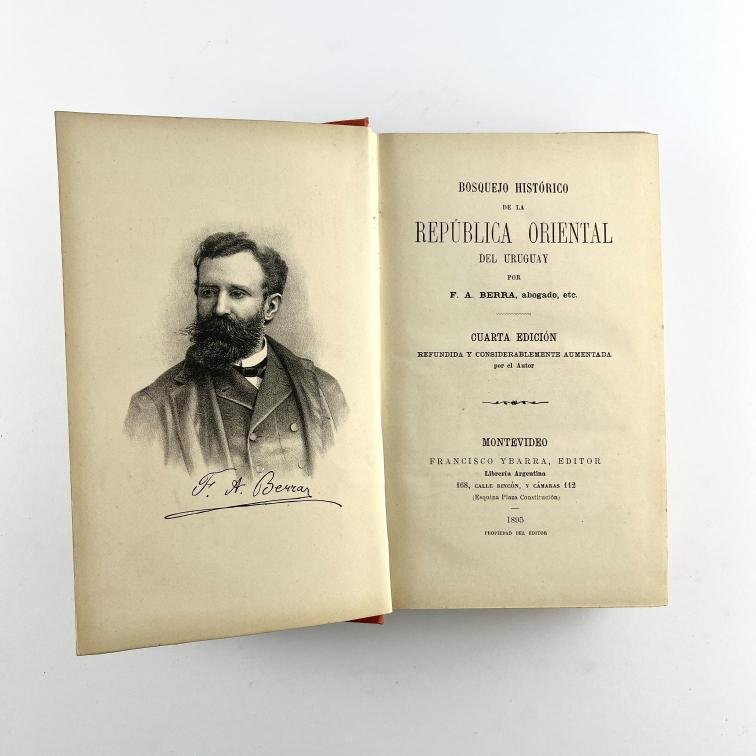 F. A. Berra
BOSQUEJO HISTÓRICO
DE LA
REPÚBLICA ORIENTAL
DEL URUGUAY
POR
F. A. BERRA, abogado, etc.
CUARTA EDICIÓN
REFUNDIDA Y CONSIDERABLEMENTE AUMENTADA
por el Autor
MONTEVIDEO
FRANCISCO YBARRA, EDITOR
Librería Argentina
168, CALLE RINCÓN, Y CÁMARAS 112
(Esquina Plaza Constitución)
1895
PROPIEDAD DEL EDITOR